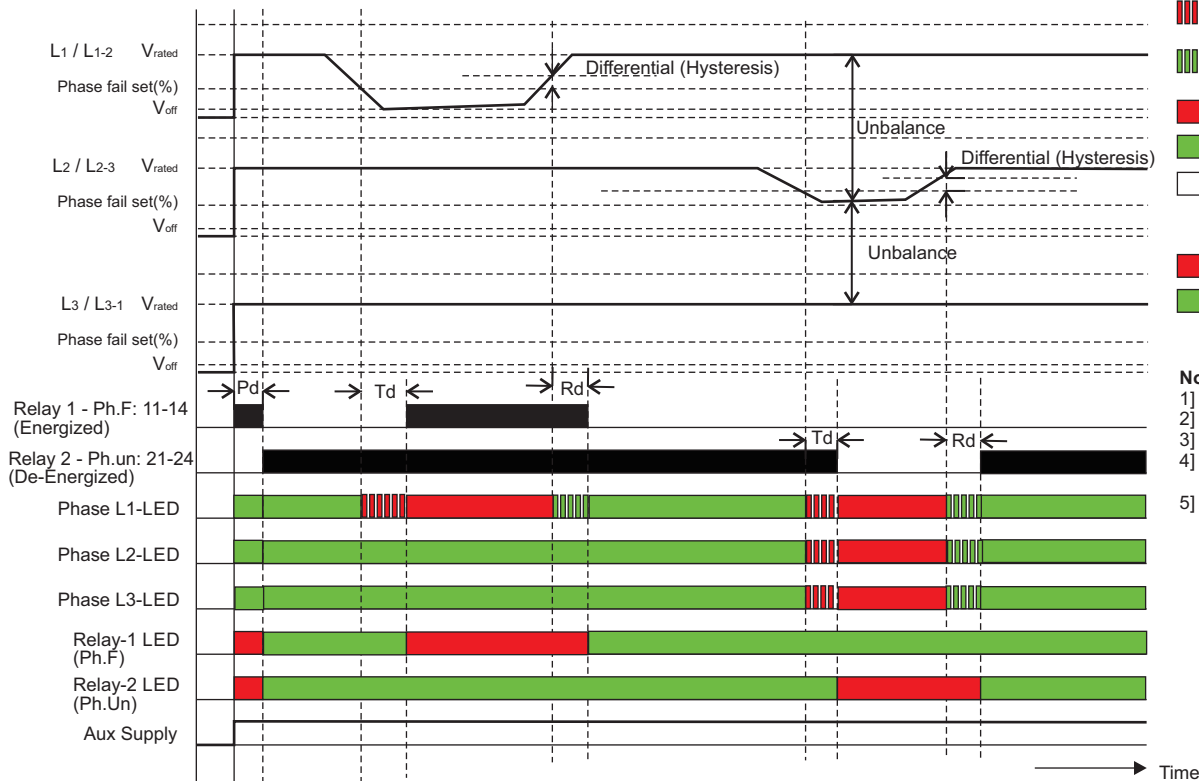 L1 / L1-2 Vrated
Differential (Hysteresis)
Phase fail set(%)
Voff
Unbalance
L2 / L2-3 Vrated
Differential (Hysteresis)
Phase fail set(%)
Voff
Unbalance
L3 / L3-1 Vrated
Phase fail set(%)
Voff
Pd
Td
Rd
Relay 1 - Ph.F: 11-14
(Energized)
Td
Rd
Relay 2 - Ph.un: 21-24
(De-Energized)
Phase L1-LED
Phase L2-LED
Phase L3-LED
Relay-1 LED
(Ph.F)
Relay-2 LED
(Ph.Un)
Aux Supply
Time
No
1]
2]
3]
4]
5]